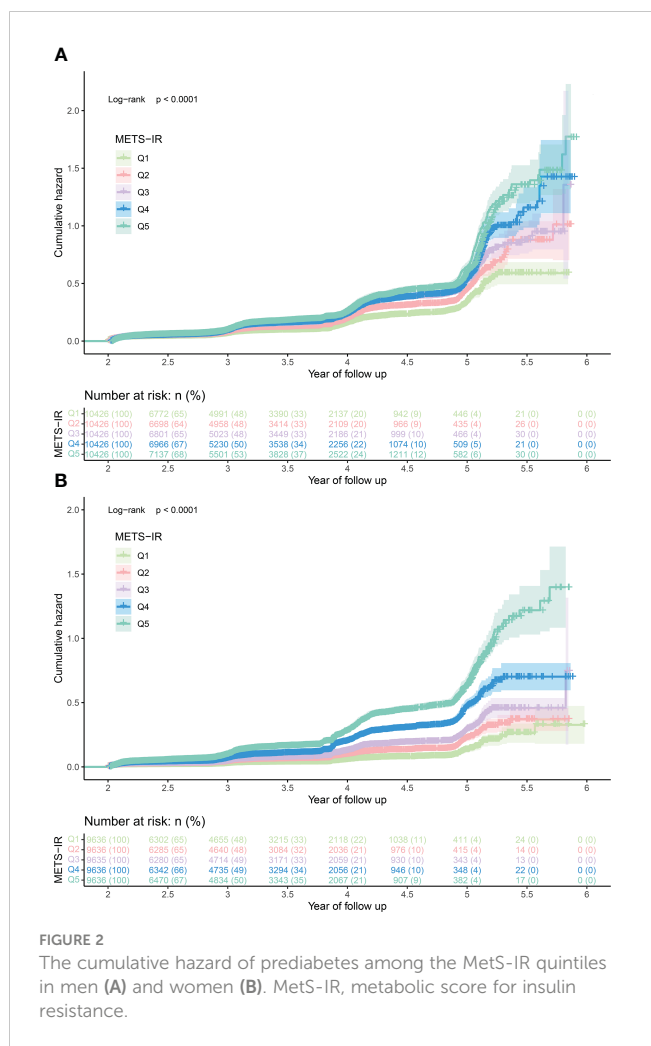 A
Log-rank p < 0.0001
METS-IR
Q1
Q2
Q3
Q4
Q5
Cumulative hazard
2.0
1.5
1.0
0.5
0.0
2 2.5 3 3.5 4 4.5 5 5.5 6
Year of follow up
Number at risk: n (%)
METS-IR
Q1 10426 (100) 6772 (65) 4991 (48) 3390 (33) 2137 (20) 942 (9) 446 (4) 21 (0) 0 (0)
Q2 10426 (100) 6698 (64) 4958 (48) 3414 (33) 2109 (20) 966 (9) 435 (4) 26 (0) 0 (0)
Q3 10426 (100) 6801 (65) 5023 (48) 3449 (33) 2186 (21) 999 (10) 466 (4) 30 (0) 0 (0)
Q4 10426 (100) 6966 (67) 5230 (50) 3538 (34) 2256 (22) 1074 (10) 509 (5) 21 (0) 0 (0)
Q5 10426 (100) 7137 (68) 5501 (53) 3828 (37) 2522 (24) 1211 (12) 582 (6) 30 (0) 0 (0)
2 2.5 3 3.5 4 4.5 5 5.5 6
Year of follow up
B
Log-rank p < 0.0001
METS-IR
Q1
Q2
Q3
Q4
Q5
Cumulative hazard
2.0
1.5
1.0
0.5
0.0
2 2.5 3 3.5 4 4.5 5 5.5 6
Year of follow up
Number at risk: n (%)
METS-IR
Q1 9636 (100) 6302 (65) 4655 (48) 3215 (33) 2118 (22) 1038 (11) 411 (4) 24 (0) 0 (0)
Q2 9636 (100) 6285 (65) 4640 (48) 3084 (32) 2036 (21) 976 (10) 415 (4) 14 (0) 0 (0)
Q3 9635 (100) 6280 (65) 4714 (49) 3171 (33) 2059 (21) 930 (10) 343 (4) 13 (0) 0 (0)
Q4 9636 (100) 6342 (66) 4735 (49) 3294 (34) 2056 (21) 946 (10) 348 (4) 22 (0) 0 (0)
Q5 9636 (100) 6470 (67) 4834 (50) 3343 (35) 2067 (21) 907 (9) 382 (4) 17 (0) 0 (0)
2 2.5 3 3.5 4 4.5 5 5.5 6
Year of follow up
FIGURE 2
The cumulative hazard of prediabetes among the MetS-IR quintiles
in men (A) and women (B). MetS-IR, metabolic score for insulin
resistance.